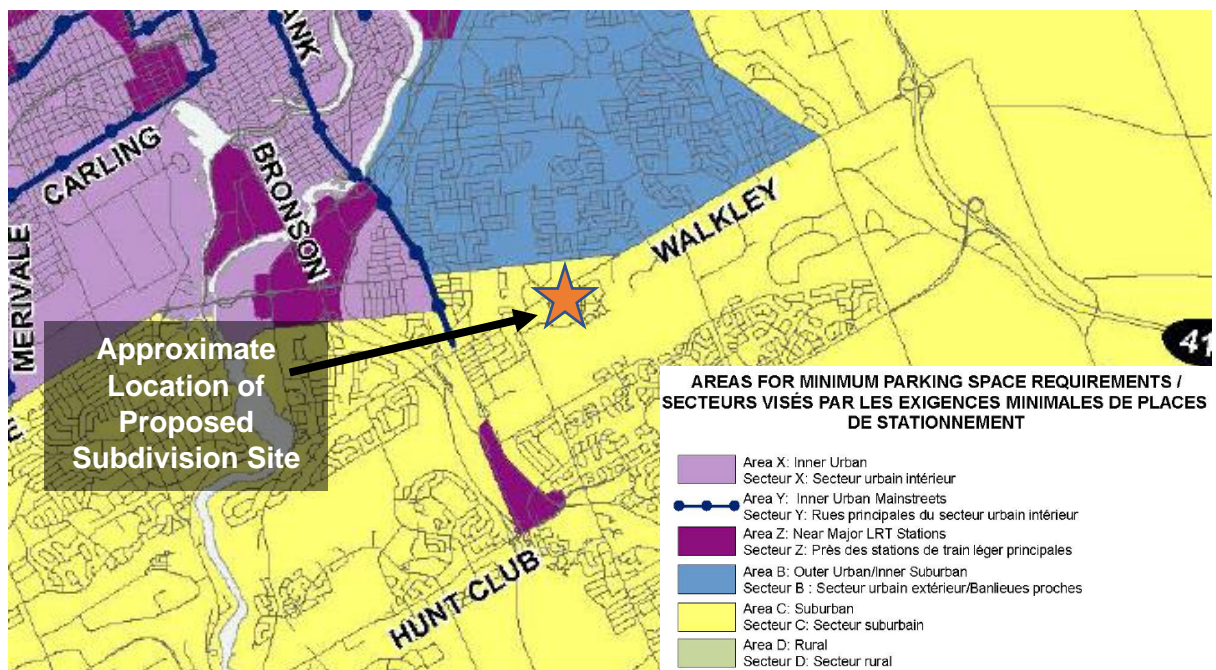 ANK
CARLING
BRONSON
MERIVALE
WALKLEY
41
Approximate
Location of
Proposed
Subdivision Site
HUNT CLUB
AREAS FOR MINIMUM PARKING SPACE REQUIREMENTS /
SECTEURS VISÉS PAR LES EXIGENCES MINIMALES DE PLACES
DE STATIONNEMENT
Area X: Inner Urban
Secteur X: Secteur urbain intérieur
Area Y: Inner Urban Mainstreets
Secteur Y: Rues principales du secteur urbain intérieur
Area Z: Near Major LRT Stations
Secteur Z: Près des stations de train léger principales
Area B: Outer Urban/Inner Suburban
Secteur B : Secteur urbain extérieur/Banlieues proches
Area C: Suburban
Secteur C: Secteur suburbain
Area D: Rural
Secteur D: Secteur rural